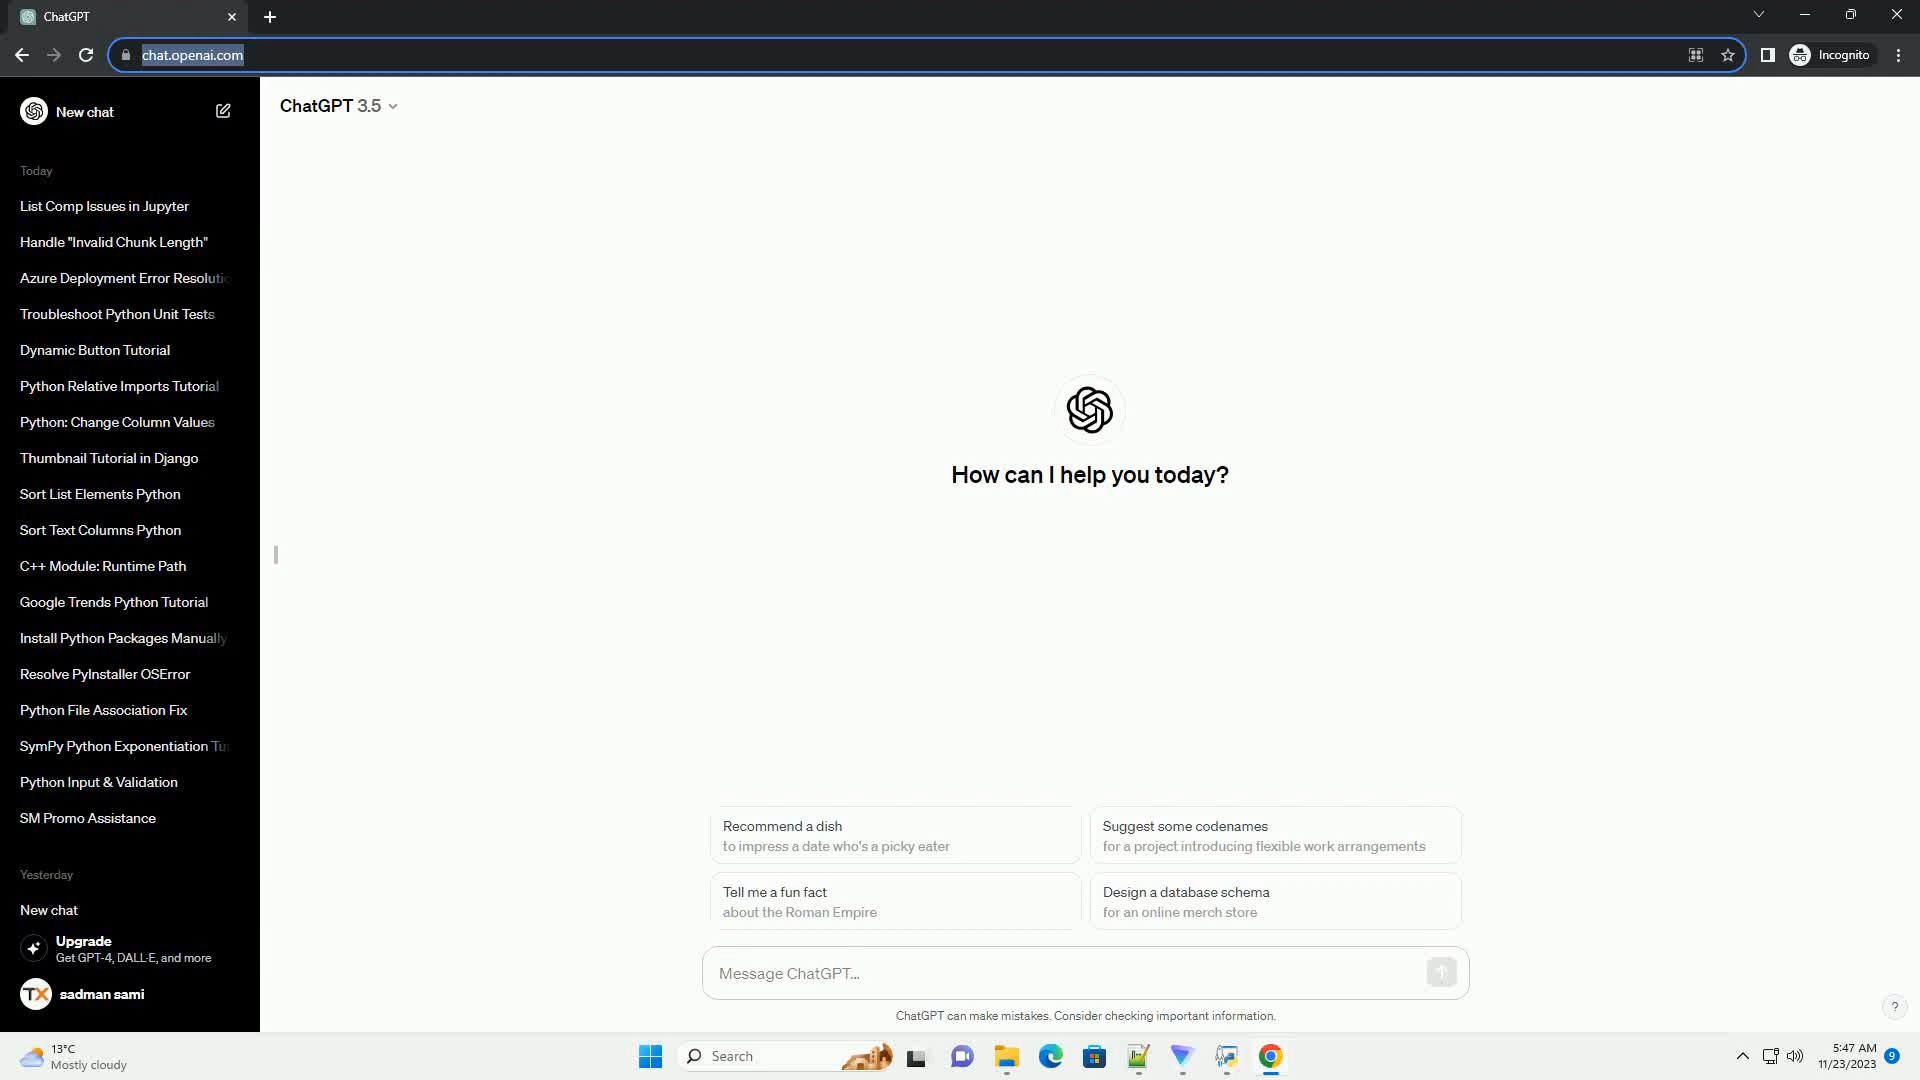 ChatGPT
chat.openai.com
Incognito
New chat
ChatGPT 3.5
Today
List Comp Issues in Jupyter
Handle "Invalid Chunk Length"
Azure Deployment Error Resolutio
Troubleshoot Python Unit Tests
Dynamic Button Tutorial
Python Relative Imports Tutorial
Python: Change Column Values
Thumbnail Tutorial in Django
Sort List Elements Python
Sort Text Columns Python
C++ Module: Runtime Path
Google Trends Python Tutorial
Install Python Packages Manually
Resolve PyInstaller OSError
Python File Association Fix
SymPy Python Exponentiation Tu
Python Input & Validation
SM Promo Assistance
Yesterday
New chat
Upgrade
Get GPT-4, DALL·E, and more
TX sadman sami
How can I help you today?
Recommend a dish
to impress a date who's a picky eater
Suggest some codenames
for a project introducing flexible work arrangements
Tell me a fun fact
about the Roman Empire
Design a database schema
for an online merch store
Message ChatGPT...
ChatGPT can make mistakes. Consider checking important information.
?
13°C
Mostly cloudy
Search
5:47 AM
11/23/2023
9